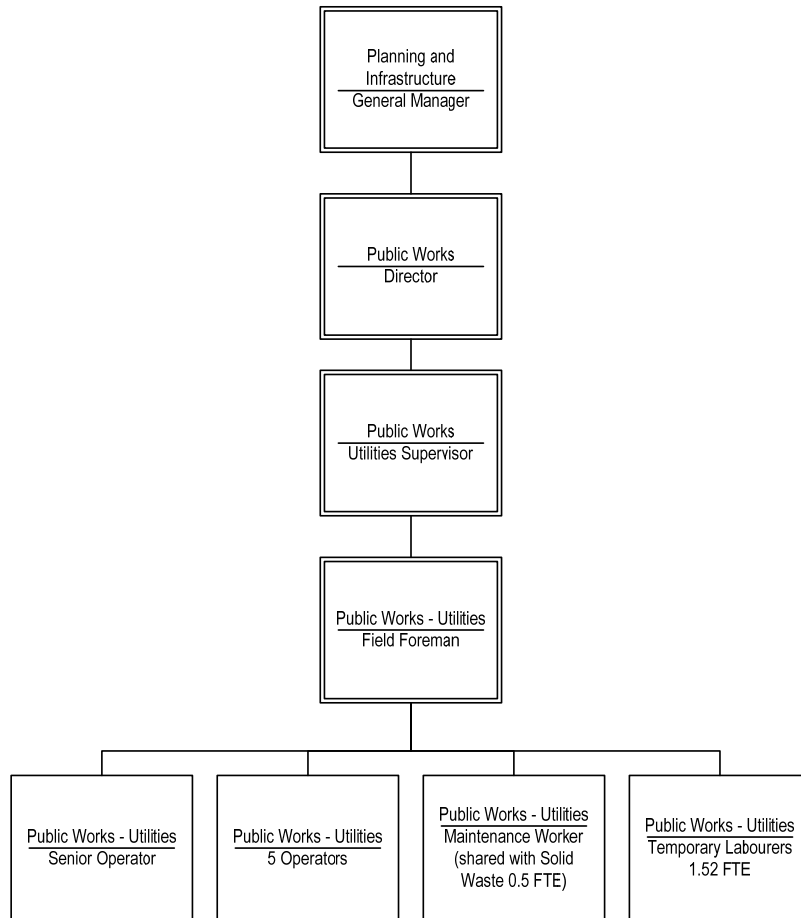 Planning and
Infrastructure
General Manager
Public Works
Director
Public Works
Utilities Supervisor
Public Works - Utilities
Field Foreman
Public Works - Utilities
Senior Operator
Public Works - Utilities
5 Operators
Public Works - Utilities
Maintenance Worker
(shared with Solid
Waste 0.5 FTE)
Public Works - Utilities
Temporary Labourers
1.52 FTE